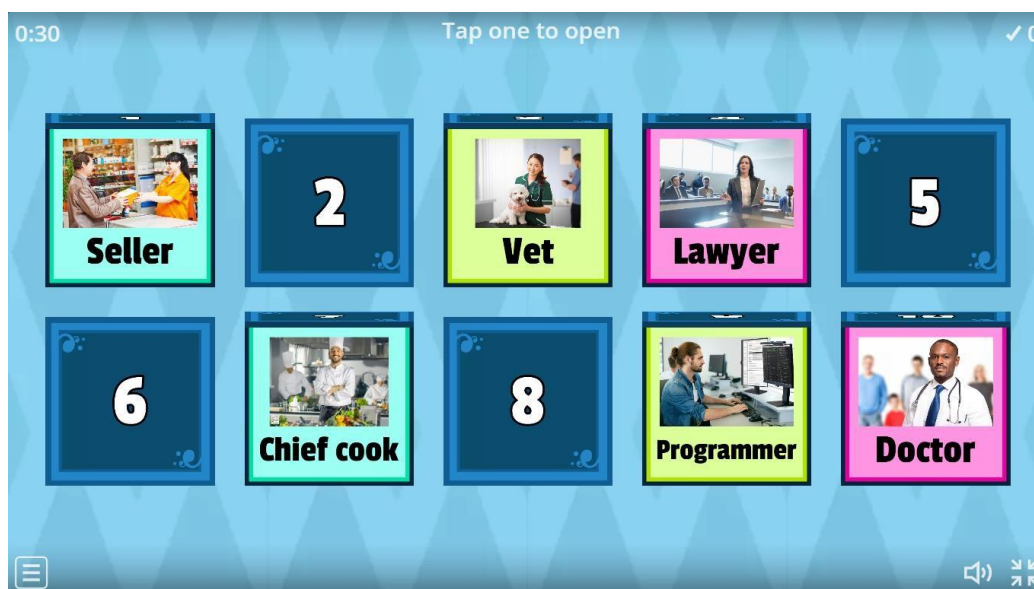 0:30
Tap one to open
✓ 0
Seller
2
Vet
Lawyer
5
6
Chief cook
8
Programmer
Doctor